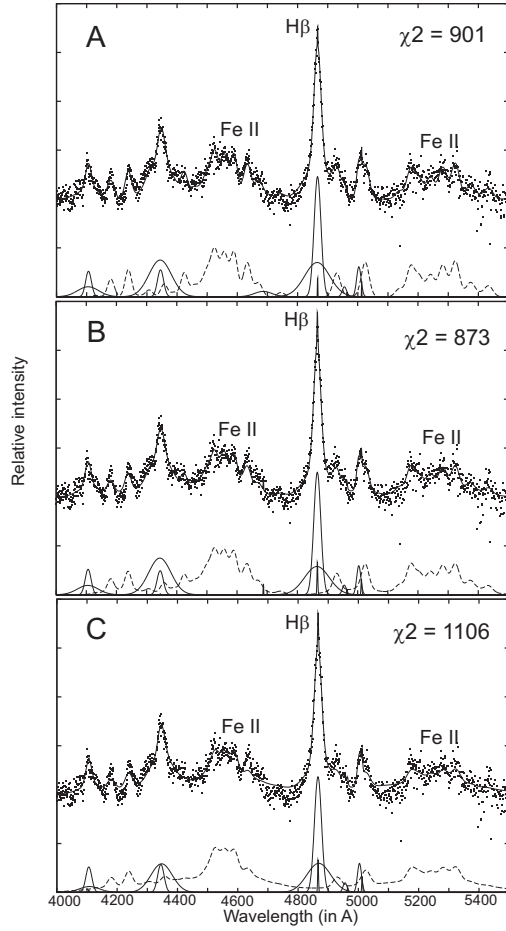 A
Hβ
χ2 = 901
Fe II
Fe II
B
Hβ
χ2 = 873
Fe II
Fe II
Relative intensity
C
Hβ
χ2 = 1106
Fe II
Fe II
4000 4200 4400 4600 4800 5000 5200 5400
Wavelength (in A)